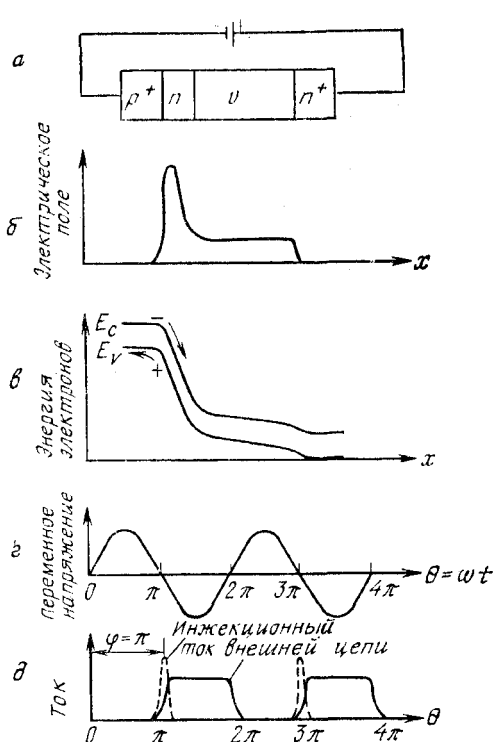 а
p+ n υ n+
б
Электрическое
поле
x
в
Энергия
электронов
Ec
Ev
−
+
x
г
Переменное
напряжение
0 π 2π 3π 4π
θ=ωt
д
Ток
φ=π
Инжекционный
ток внешней цепи
0 π 2π 3π 4π
θ